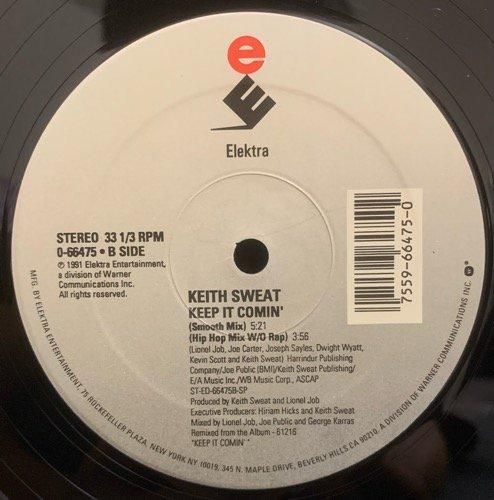 e
E
Elektra
STEREO 33 1/3 RPM
0-66475 • B SIDE
℗ 1991 Elektra Entertainment,
a division of Warner
Communications Inc.
All rights reserved.
7559-66475-0
KEITH SWEAT
KEEP IT COMIN'
(Smooth Mix) 5:21
(Hip Hop Mix W/O Rap) 3:56
(Lionel Job, Joe Carter, Joseph Sayles, Dwight Wyatt,
Kevin Scott and Keith Sweat) Harrindur Publishing
Company/Joe Public (BMI)/Keith Sweat Publishing/
E/A Music Inc./WB Music Corp., ASCAP
ST-ED-66475B-SP
Produced by Keith Sweat and Lionel Job
Executive Producers: Hiriam Hicks and Keith Sweat
Mixed by Lionel Job, Joe Public and George Karras
Remixed from the Album - 61216
"KEEP IT COMIN'"
MFG. BY ELEKTRA ENTERTAINMENT, 75 ROCKEFELLER PLAZA, NEW YORK NY 10019, 345 N. MAPLE DRIVE, BEVERLY HILLS CA 90210. A DIVISION OF WARNER COMMUNICATIONS INC.